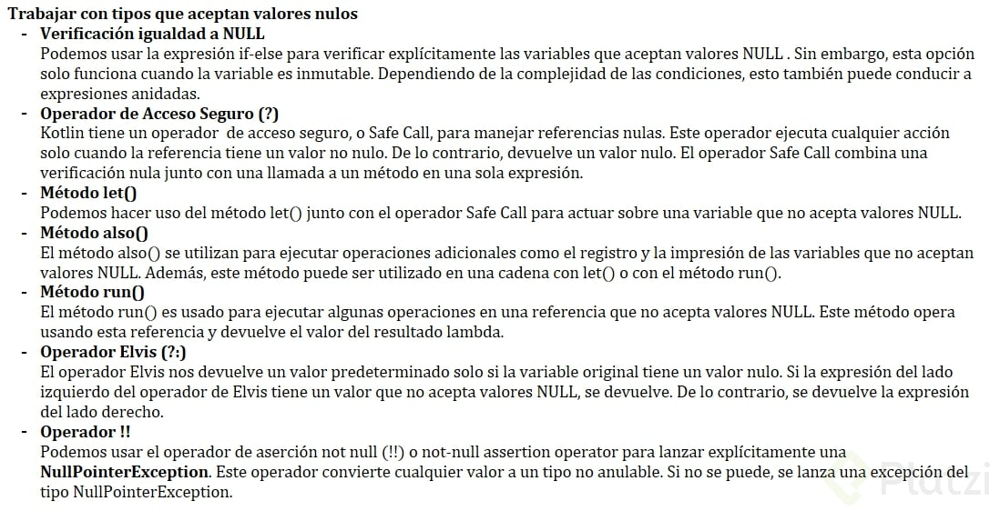 Trabajar con tipos que aceptan valores nulos
- Verificación igualdad a NULL
Podemos usar la expresión if-else para verificar explícitamente las variables que aceptan valores NULL . Sin embargo, esta opción
solo funciona cuando la variable es inmutable. Dependiendo de la complejidad de las condiciones, esto también puede conducir a
expresiones anidadas.
- Operador de Acceso Seguro (?)
Kotlin tiene un operador  de acceso seguro, o Safe Call, para manejar referencias nulas. Este operador ejecuta cualquier acción
solo cuando la referencia tiene un valor no nulo. De lo contrario, devuelve un valor nulo. El operador Safe Call combina una
verificación nula junto con una llamada a un método en una sola expresión.
- Método let()
Podemos hacer uso del método let() junto con el operador Safe Call para actuar sobre una variable que no acepta valores NULL.
- Método also()
El método also() se utilizan para ejecutar operaciones adicionales como el registro y la impresión de las variables que no aceptan
valores NULL. Además, este método puede ser utilizado en una cadena con let() o con el método run().
- Método run()
El método run() es usado para ejecutar algunas operaciones en una referencia que no acepta valores NULL. Este método opera
usando esta referencia y devuelve el valor del resultado lambda.
- Operador Elvis (?:)
El operador Elvis nos devuelve un valor predeterminado solo si la variable original tiene un valor nulo. Si la expresión del lado
izquierdo del operador de Elvis tiene un valor que no acepta valores NULL, se devuelve. De lo contrario, se devuelve la expresión
del lado derecho.
- Operador !!
Podemos usar el operador de aserción not null (!!) o not-null assertion operator para lanzar explícitamente una
NullPointerException. Este operador convierte cualquier valor a un tipo no anulable. Si no se puede, se lanza una excepción del
tipo NullPointerException.
Platzi